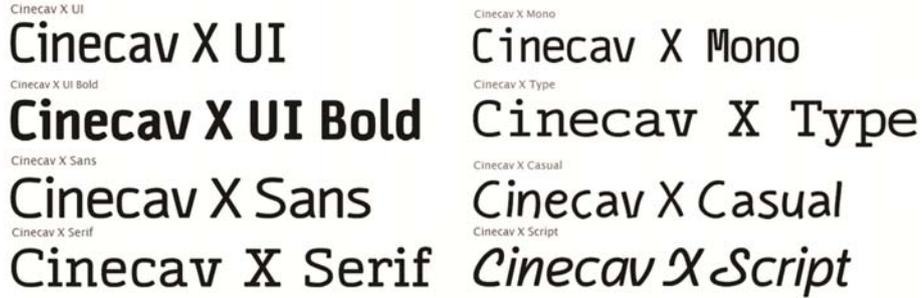 Cinecav X UI
Cinecav X UI
Cinecav X UI Bold
Cinecav X UI Bold
Cinecav X Sans
Cinecav X Sans
Cinecav X Serif
Cinecav X Serif
Cinecav X Mono
Cinecav X Mono
Cinecav X Type
Cinecav X Type
Cinecav X Casual
Cinecav X Casual
Cinecav X Script
Cinecav X Script